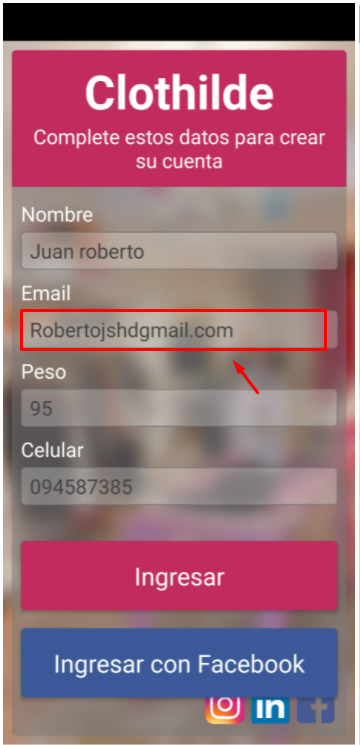 Clothilde
Complete estos datos para crear
su cuenta
Nombre
Juan roberto
Email
Robertojshdgmail.com
Peso
95
Celular
094587385
Ingresar
Ingresar con Facebook
in f